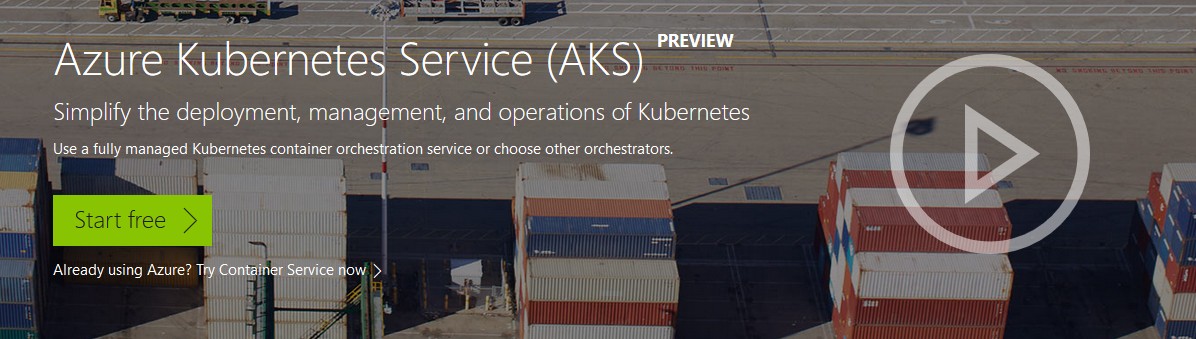 Azure Kubernetes Service (AKS) PREVIEW
Simplify the deployment, management, and operations of Kubernetes
Use a fully managed Kubernetes container orchestration service or choose other orchestrators.
Start free
Already using Azure? Try Container Service now